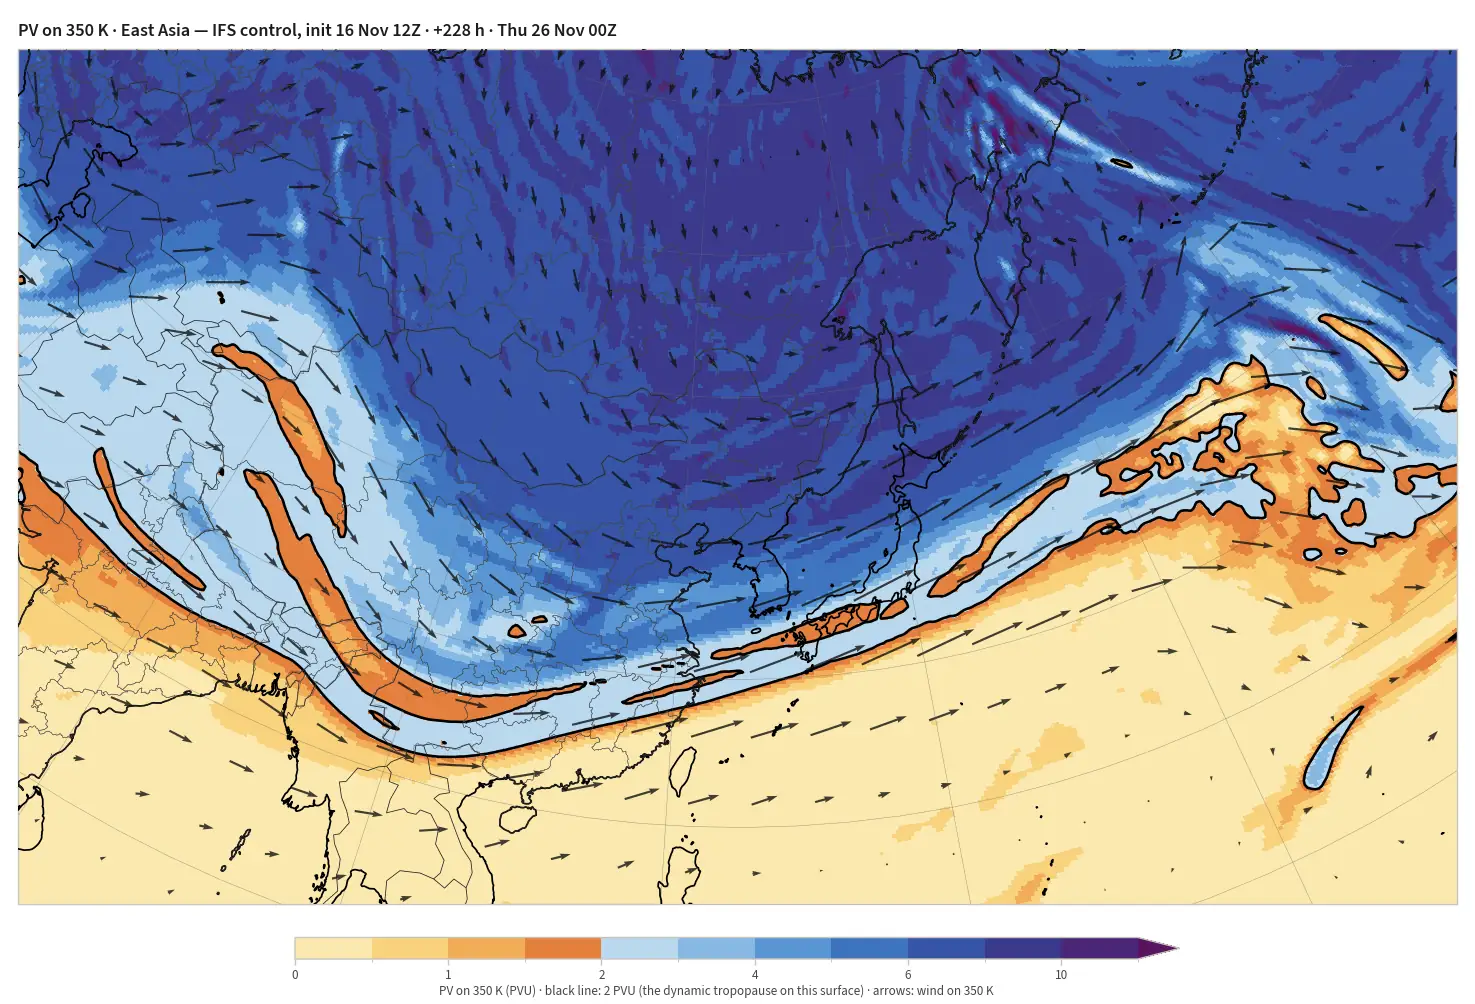 PV on 350 K · East Asia — IFS control, init 16 Nov 12Z · +228 h · Thu 26 Nov 00Z
0 1 2 4 6 10
PV on 350 K (PVU) · black line: 2 PVU (the dynamic tropopause on this surface) · arrows: wind on 350 K